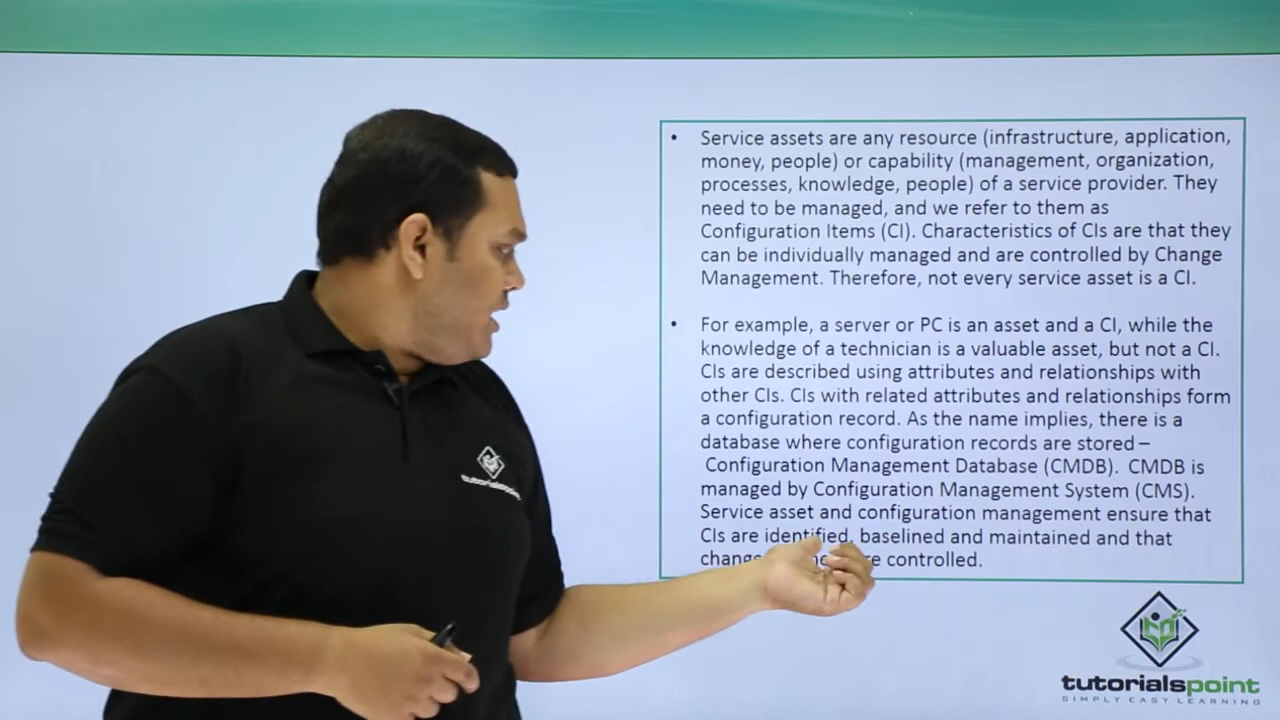 • Service assets are any resource (infrastructure, application,
money, people) or capability (management, organization,
processes, knowledge, people) of a service provider. They
need to be managed, and we refer to them as
Configuration Items (CI). Characteristics of CIs are that they
can be individually managed and are controlled by Change
Management. Therefore, not every service asset is a CI.
• For example, a server or PC is an asset and a CI, while the
knowledge of a technician is a valuable asset, but not a CI.
CIs are described using attributes and relationships with
other CIs. CIs with related attributes and relationships form
a configuration record. As the name implies, there is a
database where configuration records are stored –
Configuration Management Database (CMDB). CMDB is
managed by Configuration Management System (CMS).
Service asset and configuration management ensure that
CIs are identified, baselined and maintained and that
controlled.
tutorialspoint
tutorialspoint
SIMPLY EASY LEARNING